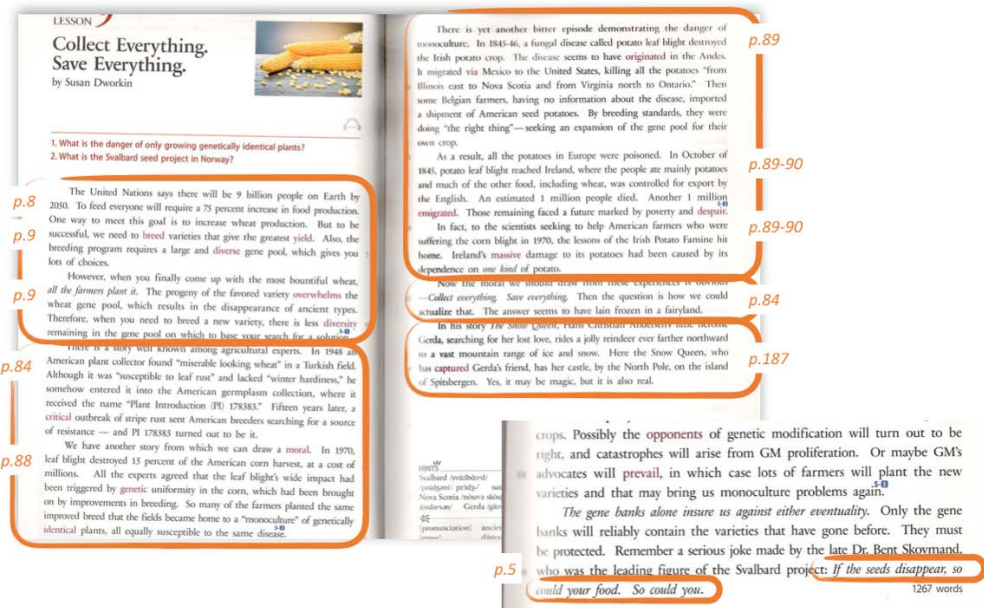 LESSON 9
Collect Everything.
Save Everything.
by Susan Dworkin
1. What is the danger of only growing genetically identical plants?
2. What is the Svalbard seed project in Norway?
p.8
p.9
p.9
The United Nations says there will be 9 billion people on Earth by
2050. To feed everyone will require a 75 percent increase in food production.
One way to meet this goal is to increase wheat production. But to be
successful, we need to breed varieties that give the greatest yield. Also, the
breeding program requires a large and diverse gene pool, which gives you
lots of choices.
However, when you finally come up with the most bountiful wheat,
all the farmers plant it. The progeny of the favored variety overwhelms the
wheat gene pool, which results in the disappearance of ancient types.
Therefore, when you need to breed a new variety, there is less diversity
remaining in the gene pool on which to base your search for a solution.
p.84
p.88
There is a story well known among agricultural experts. In 1948 an
American plant collector found "miserable looking wheat" in a Turkish field.
Although it was "susceptible to leaf rust" and lacked "winter hardiness," he
somehow entered it into the American germplasm collection, where it
received the name "Plant Introduction (PI) 178383." Fifteen years later, a
critical outbreak of stripe rust sent American breeders searching for a source
of resistance — and PI 178383 turned out to be it.
We have another story from which we can draw a moral. In 1970,
leaf blight destroyed 15 percent of the American corn harvest, at a cost of
millions. All the experts agreed that the leaf blight's wide impact had
been triggered by genetic uniformity in the corn, which had been brought
on by improvements in breeding. So many of the farmers planted the same
improved breed that the fields became home to a "monoculture" of genetically
identical plants, all equally susceptible to the same disease.
There is yet another bitter episode demonstrating the danger of
monoculture. In 1845-46, a fungal disease called potato leaf blight destroyed
the Irish potato crop. The disease seems to have originated in the Andes.
It migrated via Mexico to the United States, killing all the potatoes "from
Illinois east to Nova Scotia and from Virginia north to Ontario." Then
some Belgian farmers, having no information about the disease, imported
a shipment of American seed potatoes. By breeding standards, they were
doing "the right thing"—seeking an expansion of the gene pool for their
own crop.
As a result, all the potatoes in Europe were poisoned. In October of
1845, potato leaf blight reached Ireland, where the people ate mainly potatoes
and much of the other food, including wheat, was controlled for export by
the English. An estimated 1 million people died. Another 1 million
emigrated. Those remaining faced a future marked by poverty and despair.
In fact, to the scientists seeking to help American farmers who were
suffering the corn blight in 1970, the lessons of the Irish Potato Famine hit
home. Ireland's massive damage to its potatoes had been caused by its
dependence on one kind of potato.
p.89
p.89-90
p.89-90
Now the moral we should draw from these experiences is obvious
—Collect everything. Save everything. Then the question is how we could
actualize that. The answer seems to have lain frozen in a fairyland.
p.84
In his story The Snow Queen, Hans Christian Andersen's little heroine
Gerda, searching for her lost love, rides a jolly reindeer ever farther northward
to a vast mountain range of ice and snow. Here the Snow Queen, who
has captured Gerda's friend, has her castle, by the North Pole, on the island
of Spitsbergen. Yes, it may be magic, but it is also real.
p.187
HINTS
Nova Scotia
Gerda
crops. Possibly the opponents of genetic modification will turn out to be
right, and catastrophes will arise from GM proliferation. Or maybe GM's
advocates will prevail, in which case lots of farmers will plant the new
varieties and that may bring us monoculture problems again.
The gene banks alone insure us against either eventuality. Only the gene
banks will reliably contain the varieties that have gone before. They must
be protected. Remember a serious joke made by the late Dr. Bent Skovmand,
who was the leading figure of the Svalbard project: If the seeds disappear, so
could your food. So could you.
p.5
1267 words